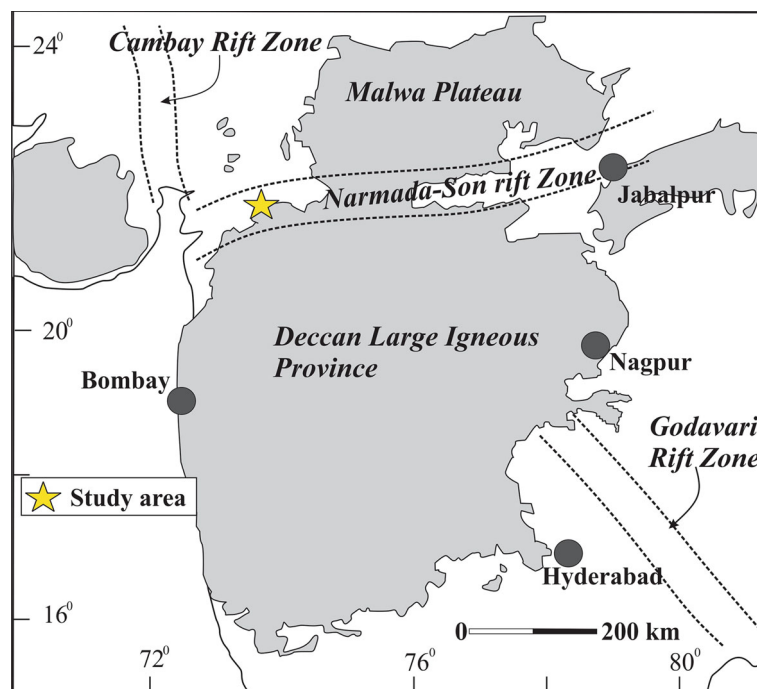 24⁰
Cambay Rift Zone
Malwa Plateau
Narmada-Son rift Zone
Jabalpur
20⁰
Deccan Large Igneous
Province
Nagpur
Bombay
Godavari
Rift Zone
Study area
Hyderabad
16⁰
0 200 km
72⁰
76⁰
80⁰